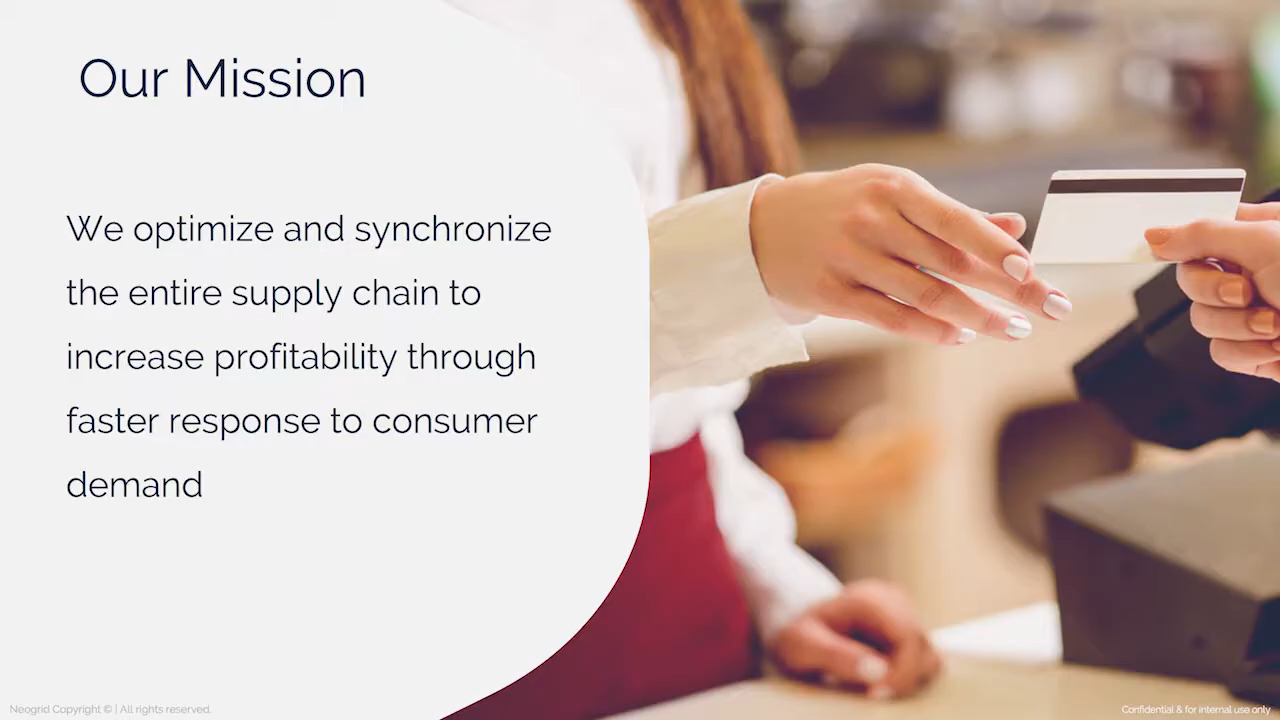 Our Mission
We optimize and synchronize
the entire supply chain to
increase profitability through
faster response to consumer
demand
Neogrid Copyright © | All rights reserved.
Confidential & for internal use only